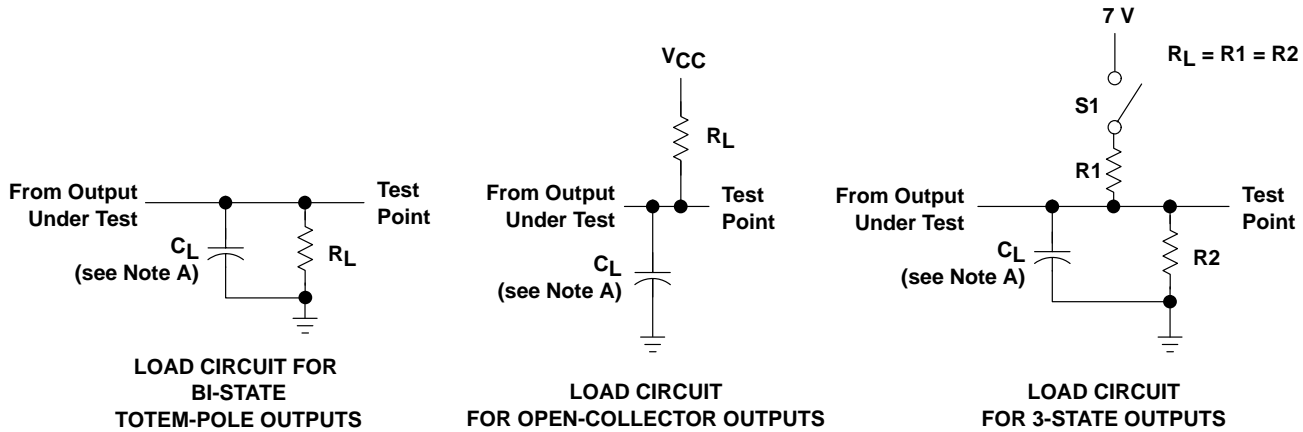 From Output
Under Test
Test
Point
CL
(see Note A)
RL
LOAD CIRCUIT FOR
BI-STATE
TOTEM-POLE OUTPUTS
VCC
RL
From Output
Under Test
Test
Point
CL
(see Note A)
LOAD CIRCUIT
FOR OPEN-COLLECTOR OUTPUTS
7 V
RL = R1 = R2
S1
R1
From Output
Under Test
Test
Point
CL
(see Note A)
R2
LOAD CIRCUIT
FOR 3-STATE OUTPUTS